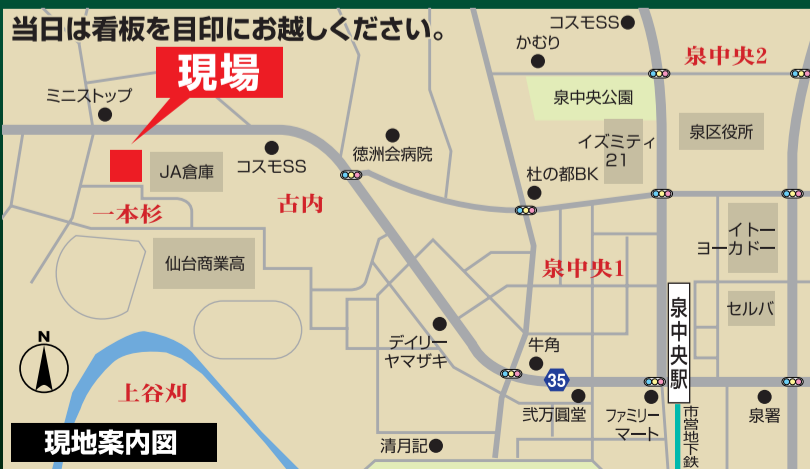 当日は看板を目印にお越しください。
コスモSS
かむり
泉中央2
現場
ミニストップ
泉中央公園
泉区役所
イズミティ
21
徳洲会病院
コスモSS
JA倉庫
杜の都BK
一本杉
古内
イトー
ヨーカドー
仙台商業高
泉中央1
セルバ
泉中央駅
N
デイリー
ヤマザキ
牛角
35
上谷刈
弐万圓堂
ファミリー
マート
泉署
市営地下鉄
現地案内図
清月記